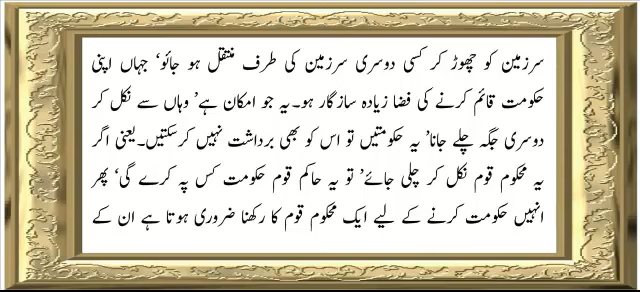 سرزمین کو چھوڑ کر کسی دوسری سرزمین کی طرف منتقل ہو جائو‘ جہاں اپنی
حکومت قائم کرنے کی فضا زیادہ سازگار ہو۔یہ جو امکان ہے’ وہاں سے نکل کر
دوسری جگہ چلے جانا’ یہ حکومتیں تو اس کو بھی برداشت نہیں کرسکتیں۔یعنی اگر
یہ محکوم قوم نکل کر چلی جائے’ تو یہ حاکم قوم حکومت کس پہ کرے گی‘ پھر
انہیں حکومت کرنے کے لیے ایک محکوم قوم کا رکھنا ضروری ہوتا ہے ان کے